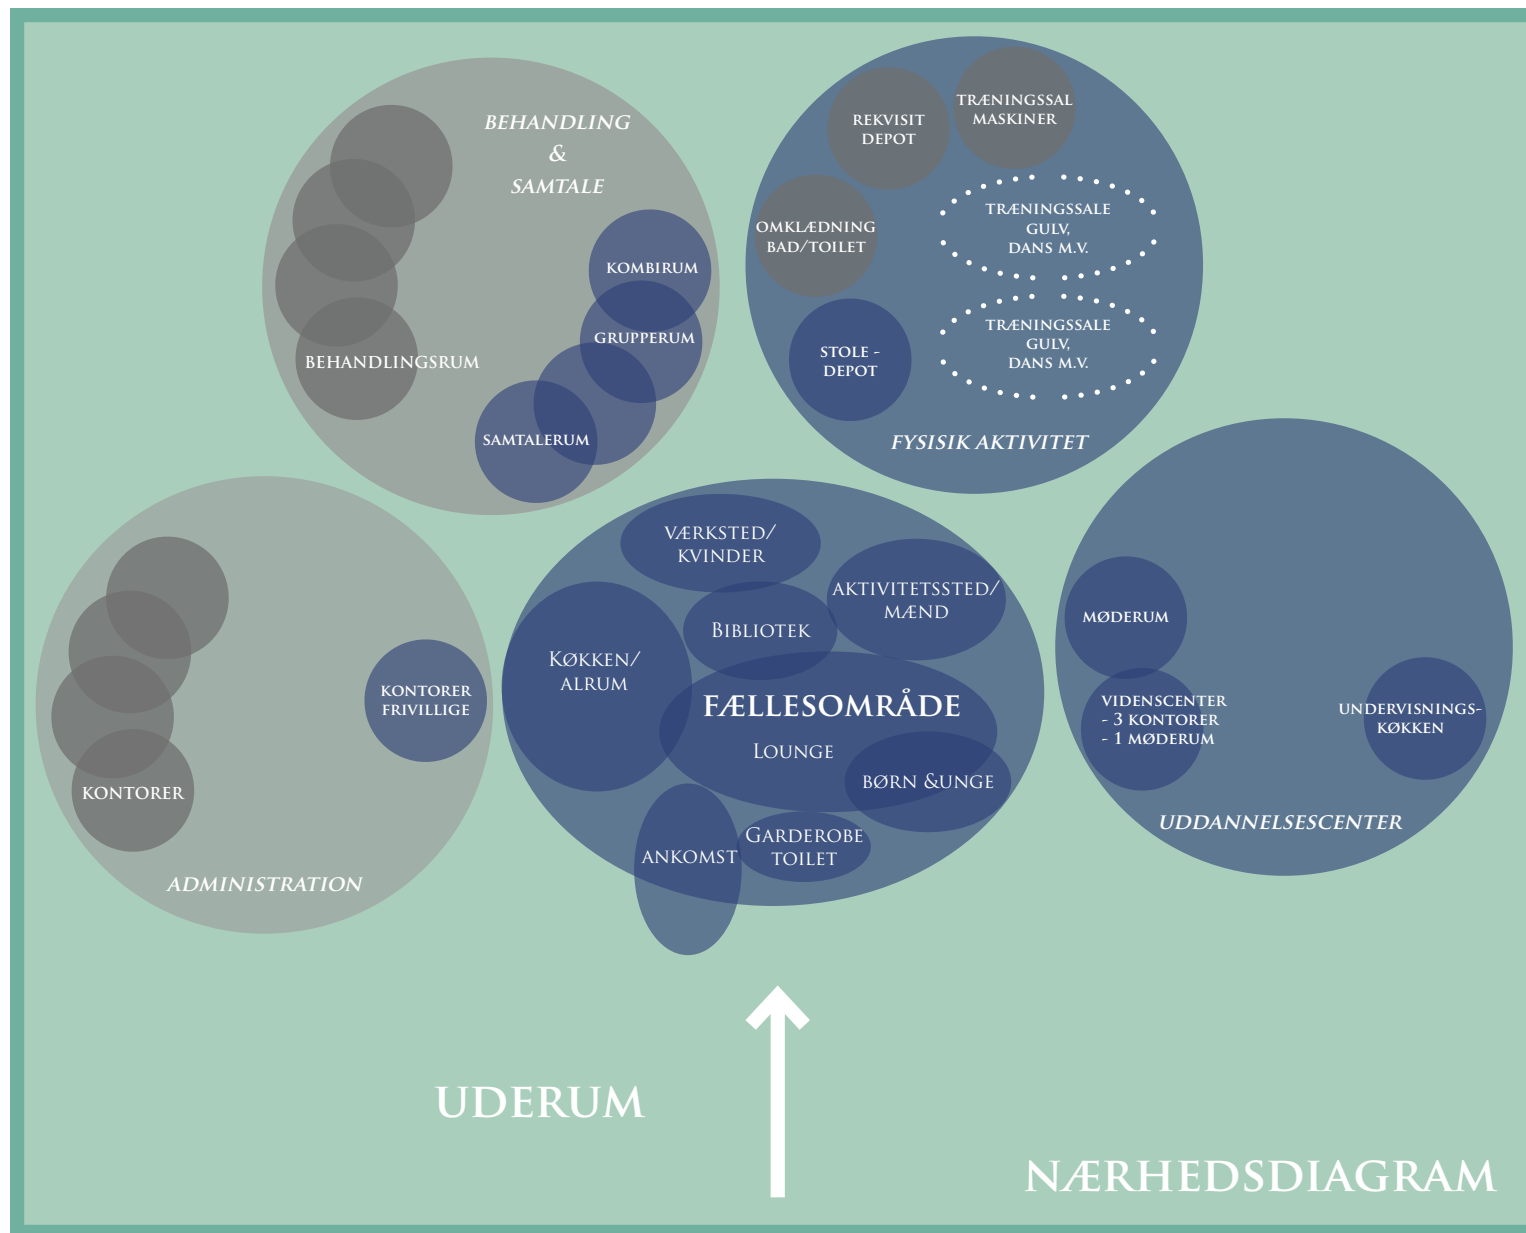 BEHANDLING
&
SAMTALE
KOMBIRUM
GRUPPERUM
SAMTALERUM
BEHANDLINGSRUM
TRÆNINGSSAL
MASKINER
REKVISIT
DEPOT
OMKLÆDNING
BAD/TOILET
TRÆNINGSSALE
GULV,
DANS M.V.
TRÆNINGSSALE
GULV,
DANS M.V.
STOLE -
DEPOT
FYSISIK AKTIVITET
KONTORER
FRIVILLIGE
KONTORER
ADMINISTRATION
VÆRKSTED/
KVINDER
AKTIVITETSSTED/
MÆND
BIBLIOTEK
KØKKEN/
ALRUM
FÆLLESOMRÅDE
LOUNGE
BØRN &UNGE
GARDEROBE
TOILET
ANKOMST
MØDERUM
VIDENSCENTER
- 3 KONTORER
- 1 MØDERUM
UNDERVISNINGS-
KØKKEN
UDDANNELSESCENTER
UDERUM
NÆRHEDSDIAGRAM